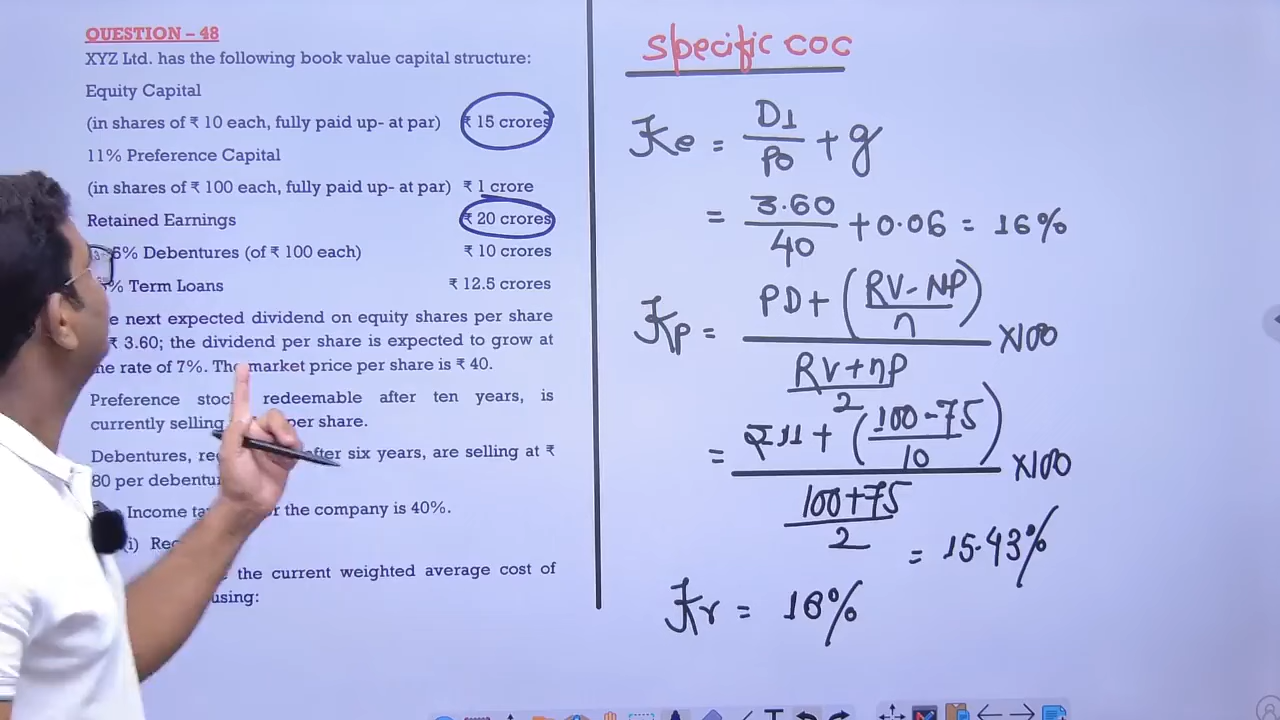 QUESTION – 48
XYZ Ltd. has the following book value capital structure:
Equity Capital
(in shares of ₹ 10 each, fully paid up- at par) ₹ 15 crores
11% Preference Capital
(in shares of ₹ 100 each, fully paid up- at par) ₹ 1 crore
Retained Earnings ₹ 20 crores
5% Debentures (of ₹ 100 each) ₹ 10 crores
% Term Loans ₹ 12.5 crores
next expected dividend on equity shares per share
₹ 3.60; the dividend per share is expected to grow at
rate of 7%. The market price per share is ₹ 40.
Preference redeemable after ten years, is
currently selling per share.
Debentures, six years, are selling at ₹
80 per
Income the company is 40%.
(i)
the current weighted average cost of
using:
specific COC
Ke = D1/P0 + g
= 3.60/40 + 0.06 = 16%
Kp = PD + (RV - NP / n) / RV + NP / 2 × 100
= ₹11 + (100 - 75 / 10) / 100 + 75 / 2 × 100
= 15.43%
Kr = 16%